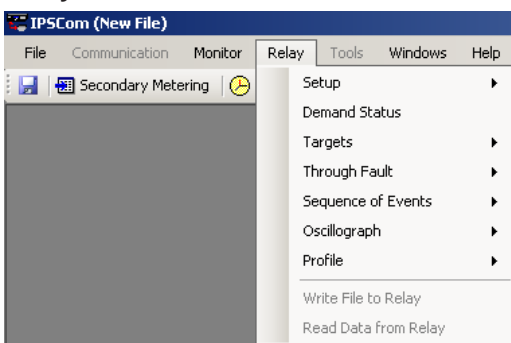 IPSCom (New File)
File Communication Monitor Relay Tools Windows Help
Secondary Metering
Setup
Demand Status
Targets
Through Fault
Sequence of Events
Oscillograph
Profile
Write File to Relay
Read Data from Relay